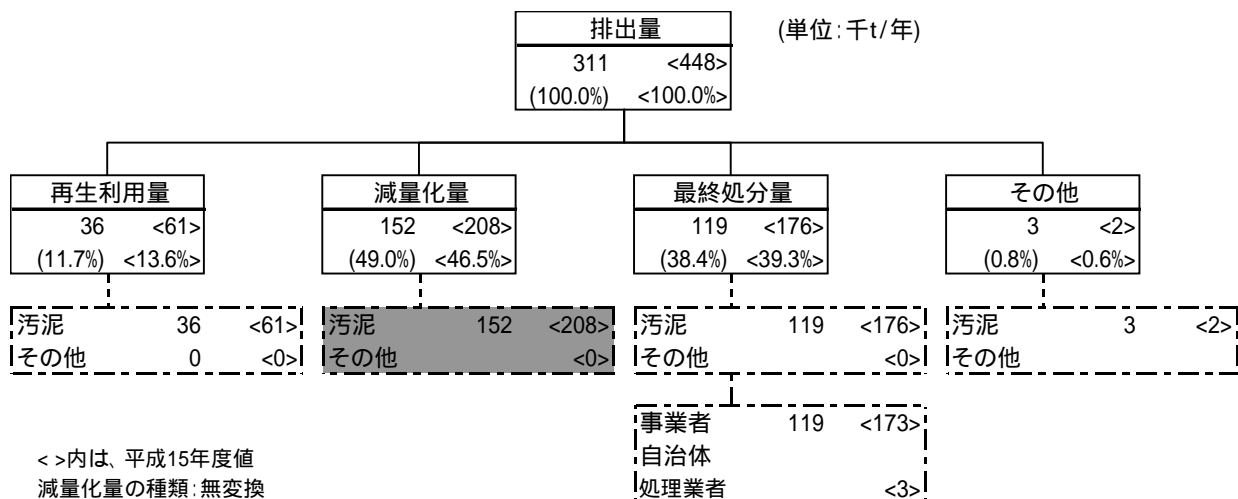 排出量 (単位:千t/年)
311 <448>
(100.0%) <100.0%>
再生利用量 減量化量 最終処分量 その他
36 <61> 152 <208> 119 <176> 3 <2>
(11.7%) <13.6%> (49.0%) <46.5%> (38.4%) <39.3%> (0.8%) <0.6%>
汚泥 36 <61> 汚泥 152 <208> 汚泥 119 <176> 汚泥 3 <2>
その他 0 <0> その他 <0> その他 <0> その他
事業者 119 <173>
自治体
処理業者 <3>
< >内は、平成15年度値
減量化量の種類:無変換